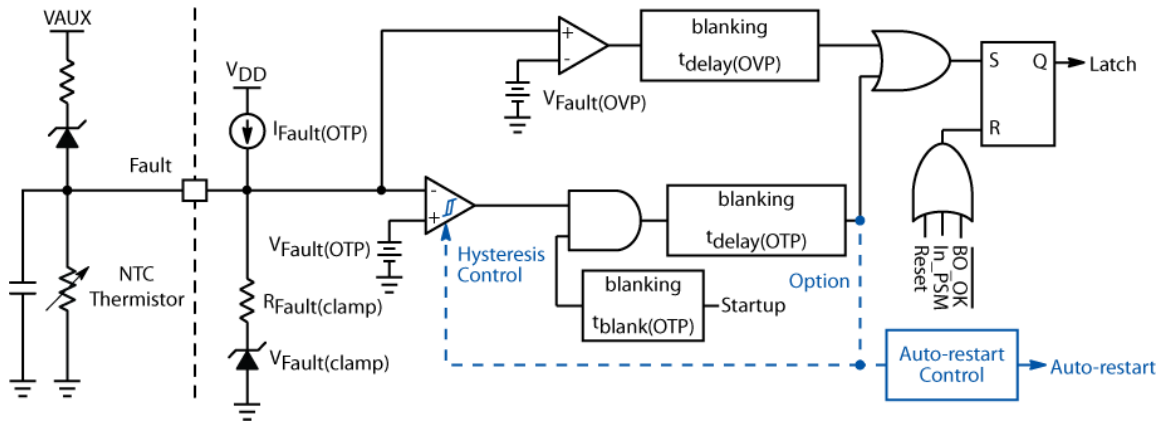 VAUX
VDD
IFault(OTP)
Fault
NTC
Thermistor
RFault(clamp)
VFault(clamp)
+
-
VFault(OVP)
blanking
tdelay(OVP)
-
+
VFault(OTP)
Hysteresis
Control
blanking
tdelay(OTP)
blanking
tblank(OTP)
Startup
Option
S
Q
R
Latch
Reset
In_PSM
BO_OK
Auto-restart
Control
Auto-restart